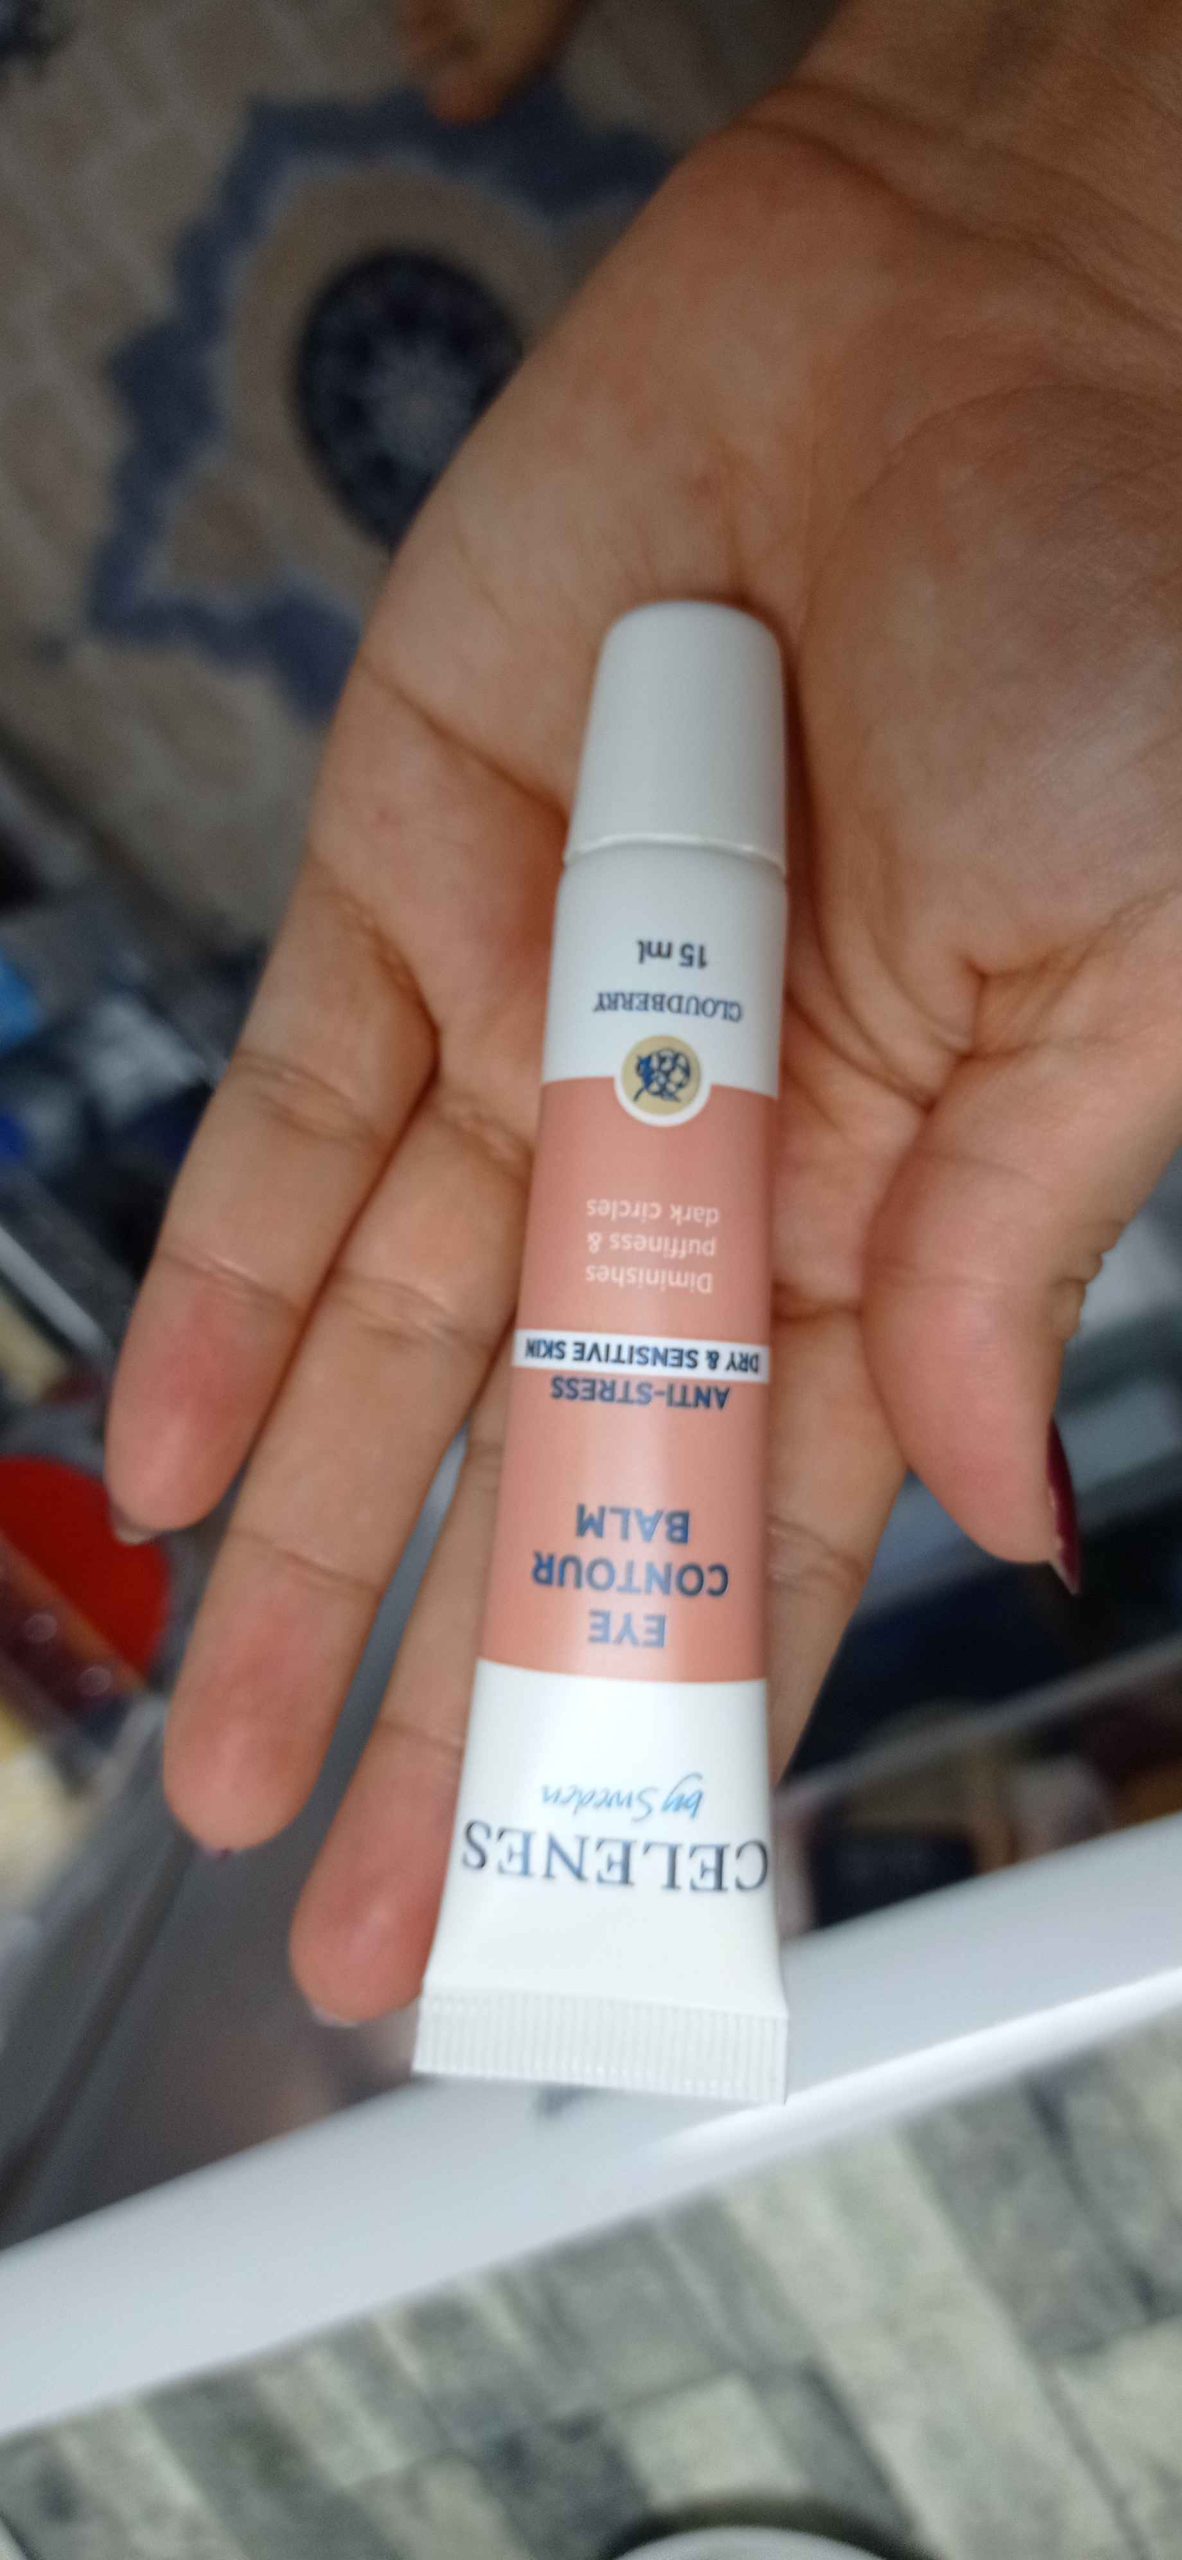 CELENES
by Sweden
EYE
CONTOUR
BALM
ANTI-STRESS
DRY & SENSITIVE SKIN
Diminishes
puffiness &
dark circles
CLOUDBERRY
15 ml